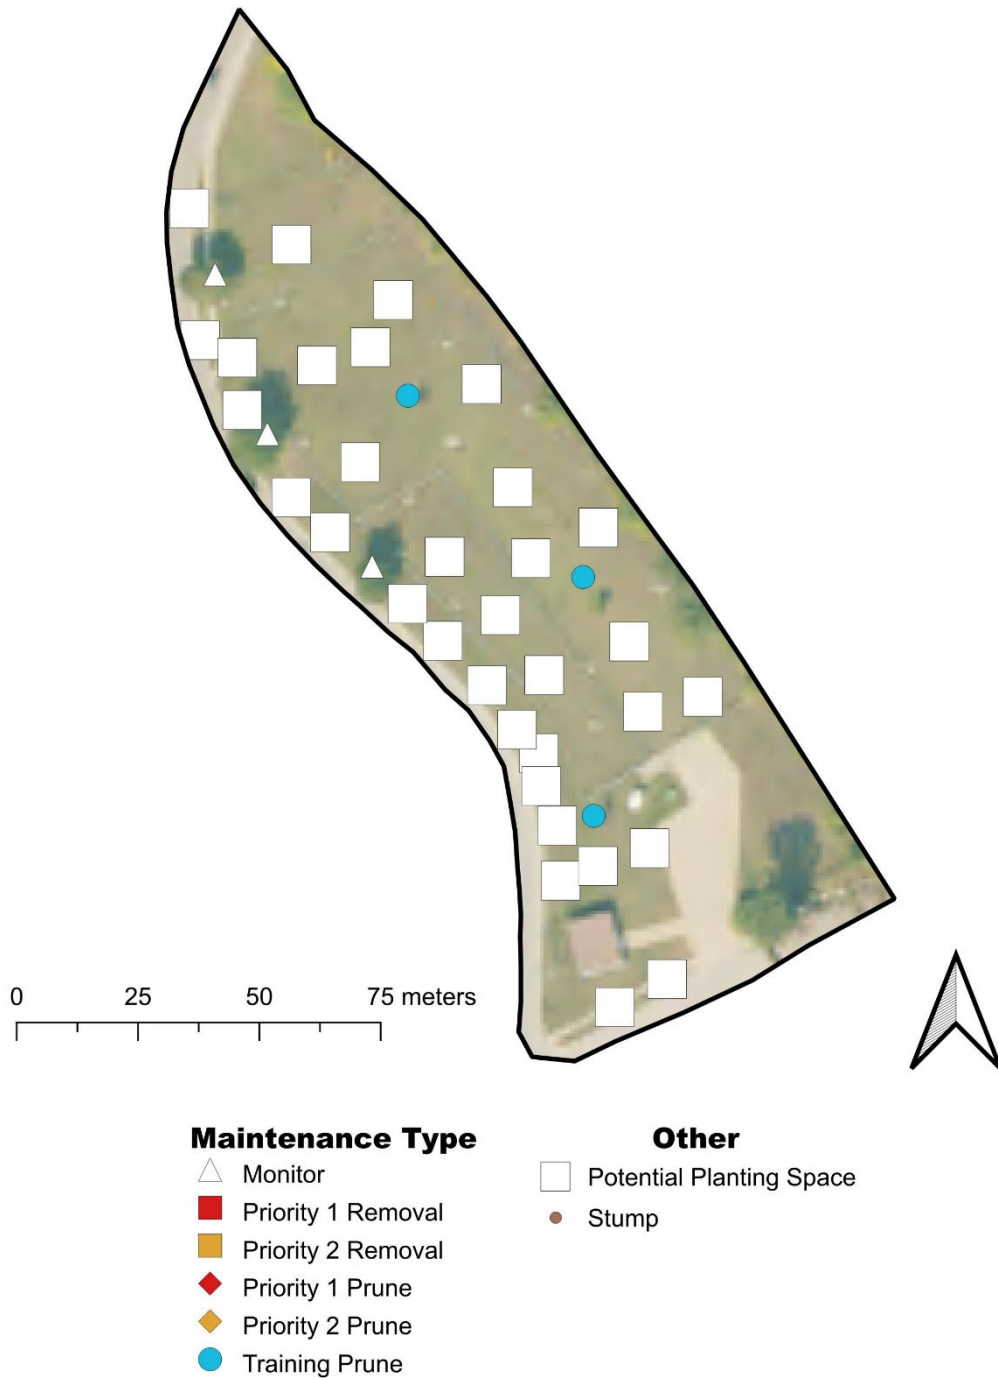 0 25 50 75 meters
Maintenance Type
Monitor
Priority 1 Removal
Priority 2 Removal
Priority 1 Prune
Priority 2 Prune
Training Prune
Other
Potential Planting Space
Stump